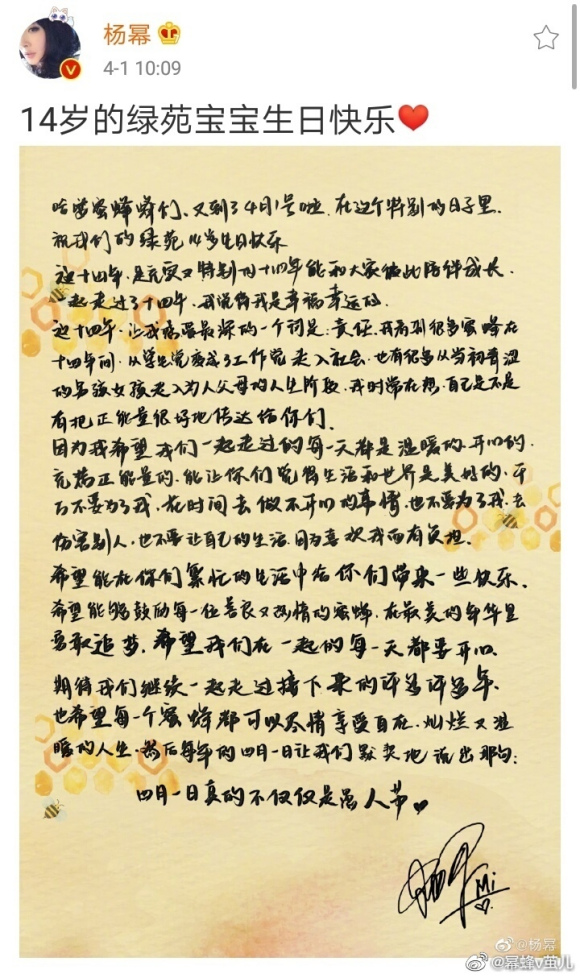 杨幂
4-1 10:09
14岁的绿苑宝宝生日快乐❤️
哈喽蜜蜂蜂们、又到了4月1号啦、在这个特别的日子里、
祝我们的绿苑14岁生日快乐
这十四年、是充实又特别的十四年能和大家彼此陪伴成长、
一起走过了十四年、我觉得我是幸福幸运的
这十四年、让我感受最深的一个词是:责任、我看到很多蜜蜂在
十四年间、从学生党变成了工作党走入社会、也有很多从当初青涩
的男孩女孩走入为人父母的人生阶段、我时常在想、自己是不是
有把正能量很好地传达给你们、
因为我希望我们一起走过的每一天都是温暖的、开心的、
充满正能量的、能让你们觉得生活和世界是美好的、千
万不要为了我、花时间去做不开心的事情、也不要为了我、去
伤害别人、也不要让自己的生活、因为喜欢我而有负担、
希望能在你们繁忙的生活中给你们带来一些快乐、
希望能够鼓励每一位善良又热情的蜜蜂、在最美的年华里
勇敢追梦、希望我们在一起的每一天都要开心、
期待我们继续一起走过接下来的许多许多年、
也希望每一个蜜蜂都可以尽情享受自在、灿烂又温
暖的人生、然后每年的四月一日让我们默契地说出那句:
四月一日真的不仅仅是愚人节♥
杨幂 Mi
@杨幂
@幂蜂v茧儿